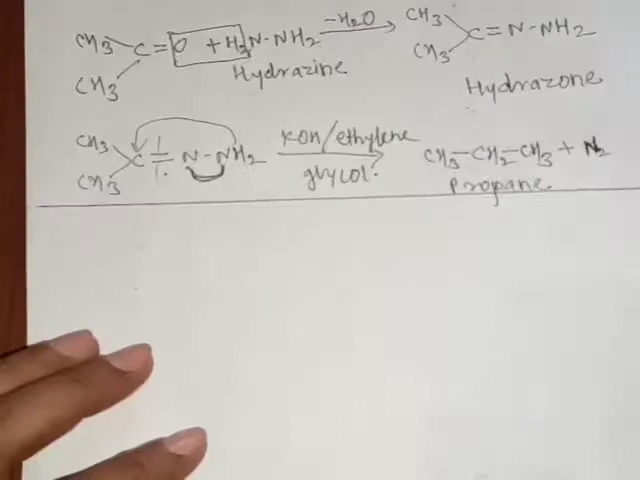 CH3 C=O + H2N-NH2 -H2O CH3 C=N-NH2
CH3 Hydrazine CH3
Hydrazone
CH3 C=N-NH2 KOH/ethylene CH3-CH2-CH3 + N2
CH3 glycol. Propane